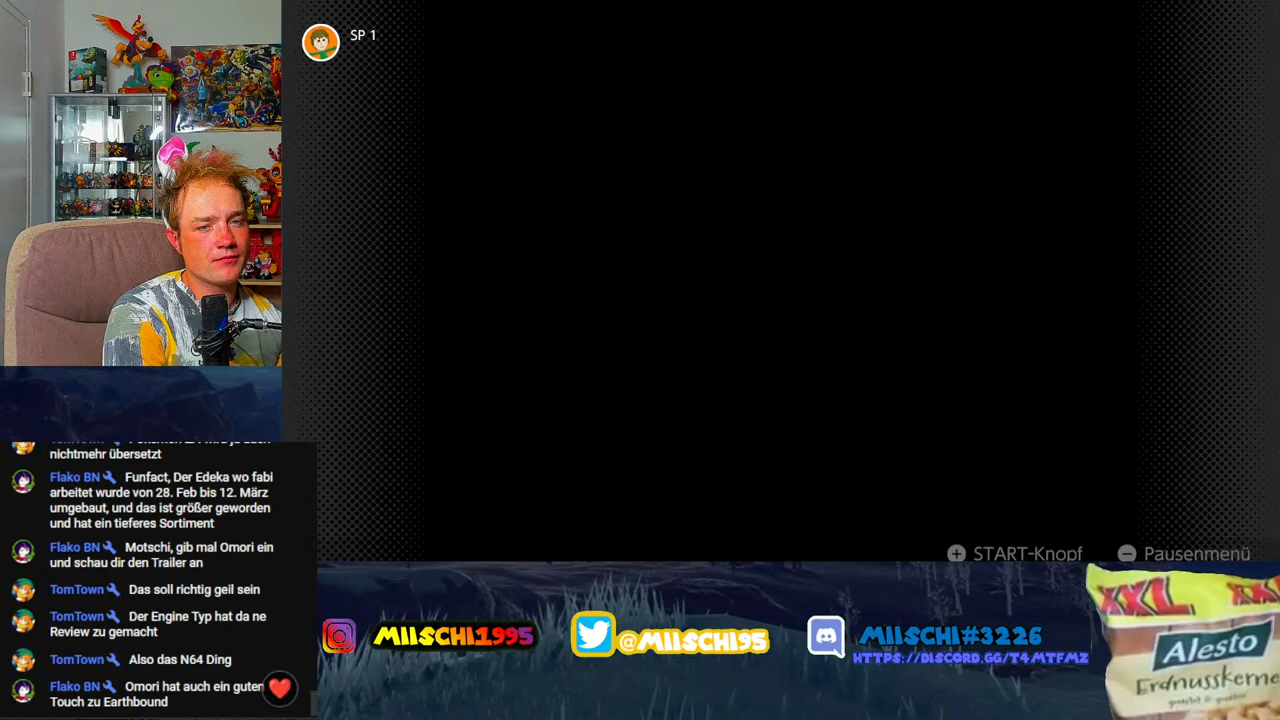 SP 1
TomTown
nichtmehr übersetzt
Flako BN Funfact, Der Edeka wo fabi
arbeitet wurde von 28. Feb bis 12. März
umgebaut, und das ist größer geworden
und hat ein tieferes Sortiment
Flako BN Motschi, gib mal Omori ein
und schau dir den Trailer an
TomTown Das soll richtig geil sein
TomTown Der Engine Typ hat da ne
Review zu gemacht
TomTown Also das N64 Ding
Flako BN Omori hat auch ein guten
Touch zu Earthbound
START-Knopf
Pausenmenü
MIISCHI1995
@MIISCHI95
MIISCHI#3226
HTTPS://DISCORD.GG/T4MTFMZ
XXL
Alesto
Erdnusskerne